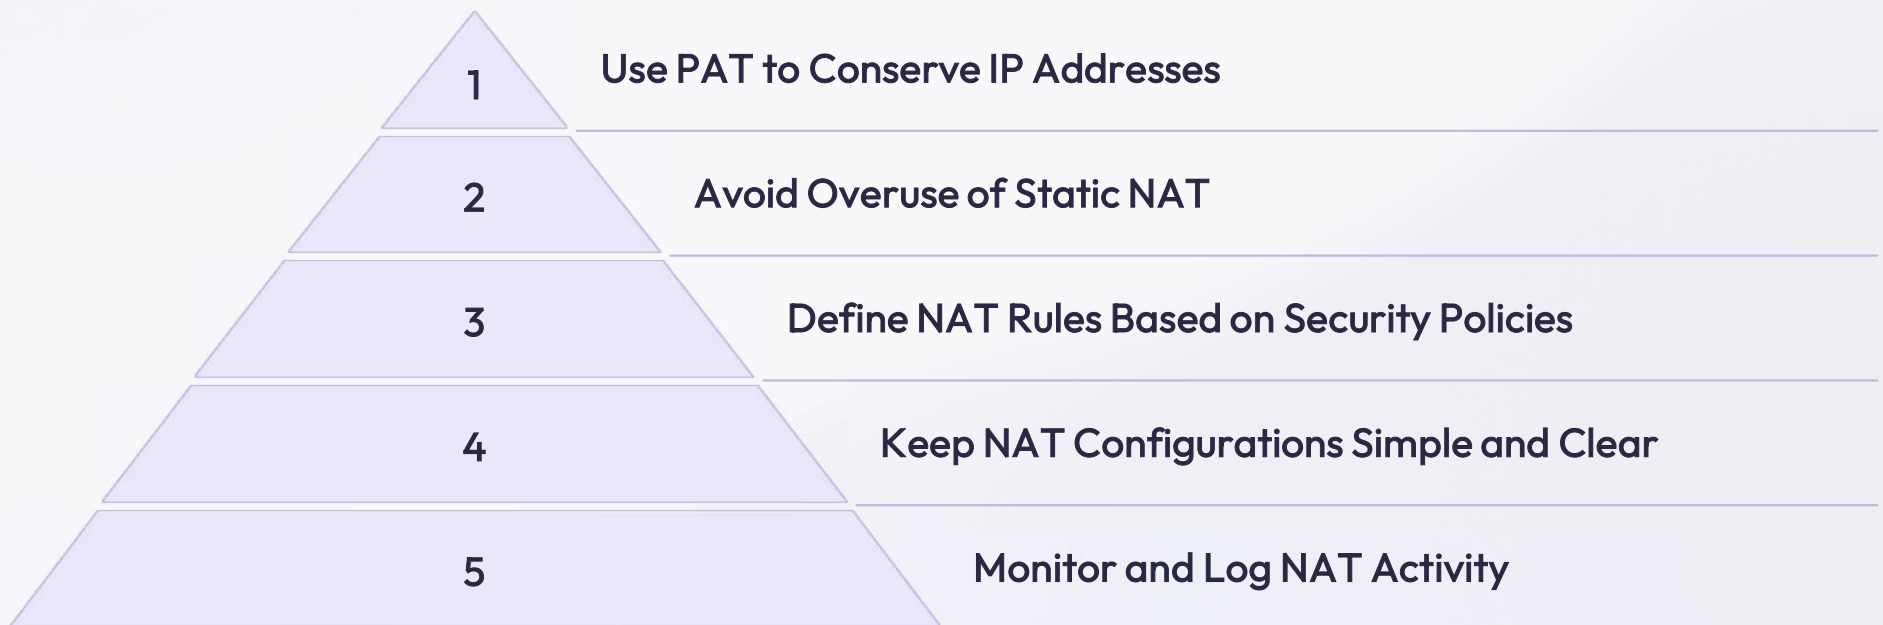 1
Use PAT to Conserve IP Addresses
2
Avoid Overuse of Static NAT
3
Define NAT Rules Based on Security Policies
4
Keep NAT Configurations Simple and Clear
5
Monitor and Log NAT Activity